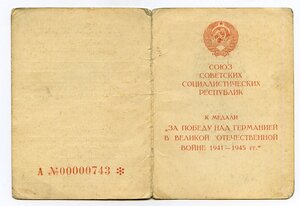 А №00000743 ✻
СОЮЗ
СОВЕТСКИХ
СОЦИАЛИСТИЧЕСКИХ
РЕСПУБЛИК
К МЕДАЛИ
„ЗА ПОБЕДУ НАД ГЕРМАНИЕЙ
В ВЕЛИКОЙ ОТЕЧЕСТВЕННОЙ
ВОЙНЕ 1941—1945 гг."